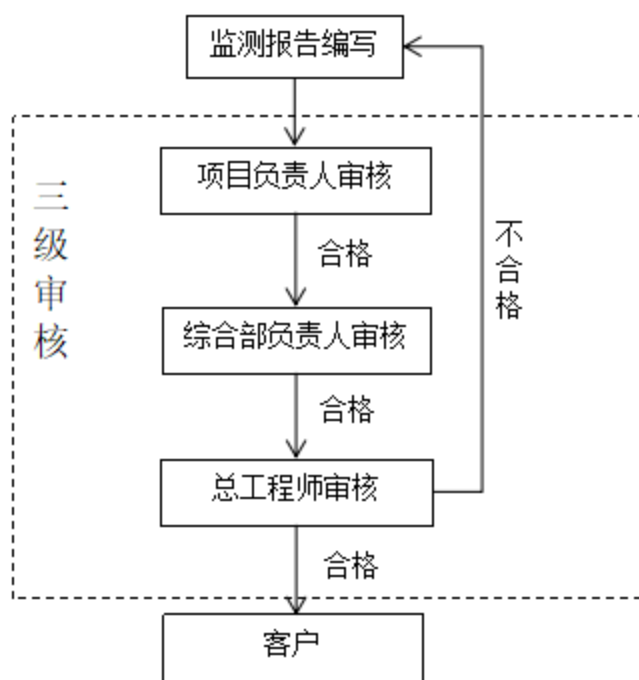 监测报告编写
项目负责人审核
合格
综合部负责人审核
合格
总工程师审核
合格
客户
三级审核
不合格